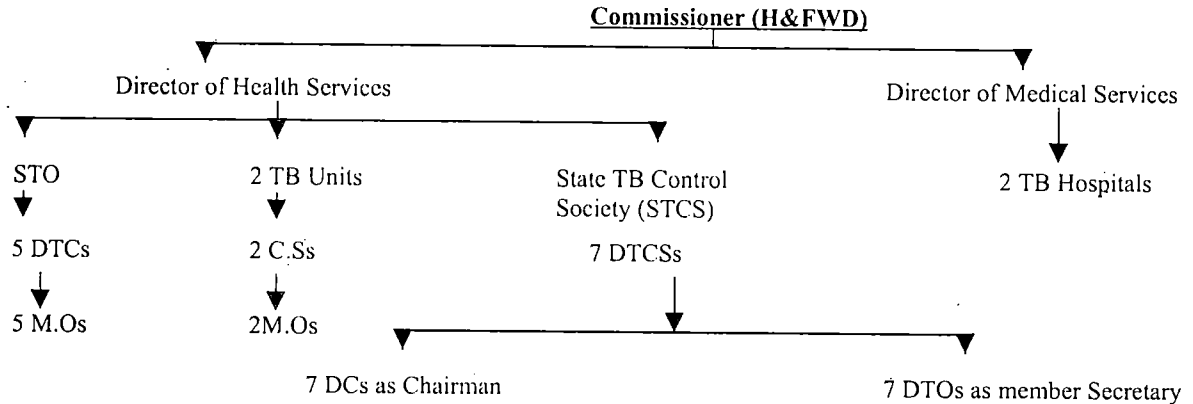 Commissioner (H&FWD)
Director of Health Services
Director of Medical Services
STO
2 TB Units
State TB Control
Society (STCS)
2 TB Hospitals
5 DTCs
2 C.Ss
7 DTCSs
5 M.Os
2M.Os
7 DCs as Chairman
7 DTOs as member Secretary